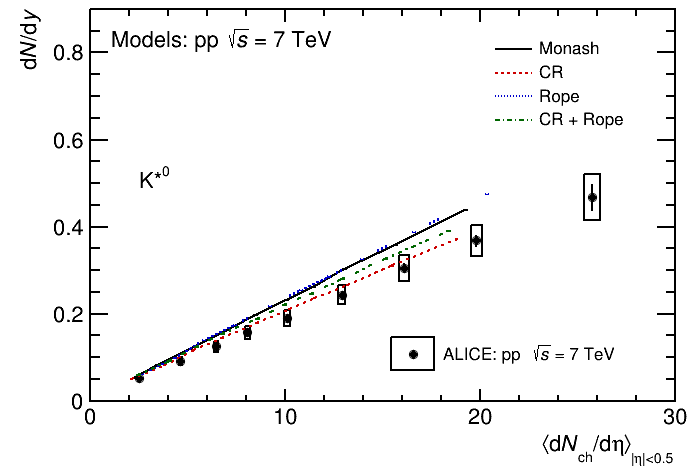 dN/dy
Models: pp √s = 7 TeV
Monash
CR
Rope
CR + Rope
K*⁰
ALICE: pp √s = 7 TeV
0.8
0.6
0.4
0.2
0
0 10 20 30
⟨dN_ch/dη⟩_|η|<0.5